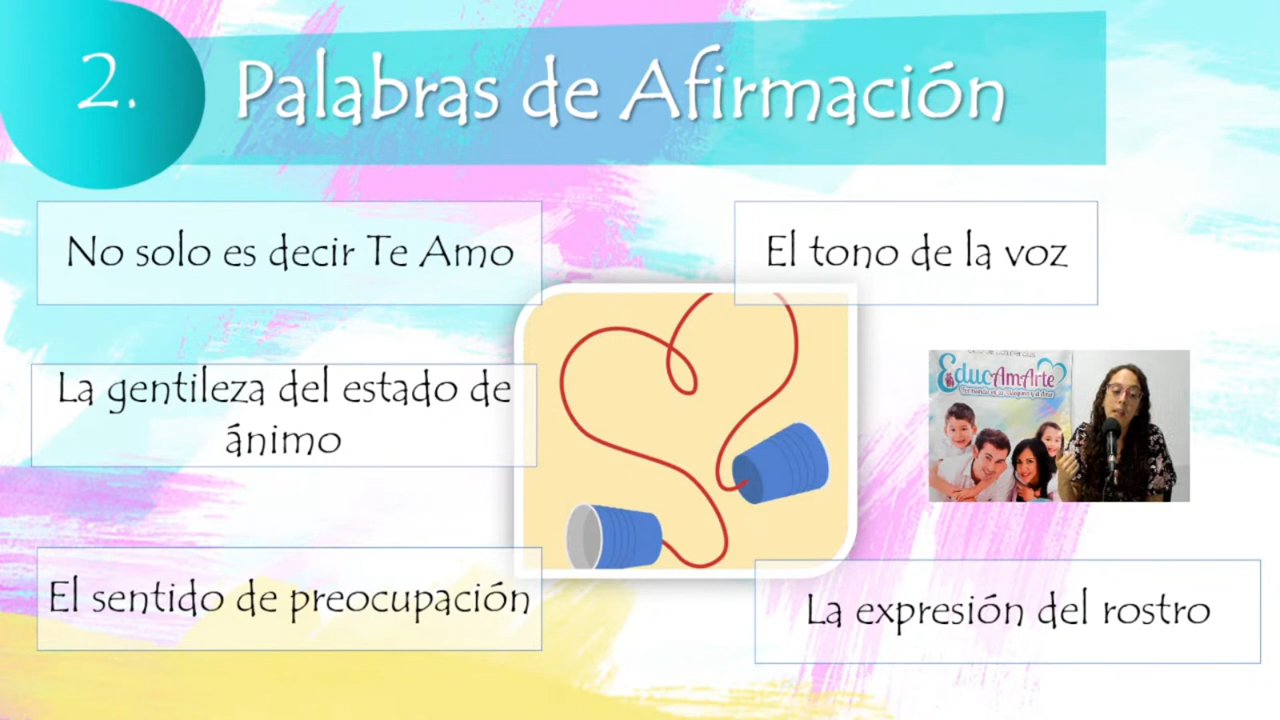 2.
Palabras de Afirmación
No solo es decir Te Amo
El tono de la voz
La gentileza del estado de
ánimo
EducAmArte
El sentido de preocupación
La expresión del rostro